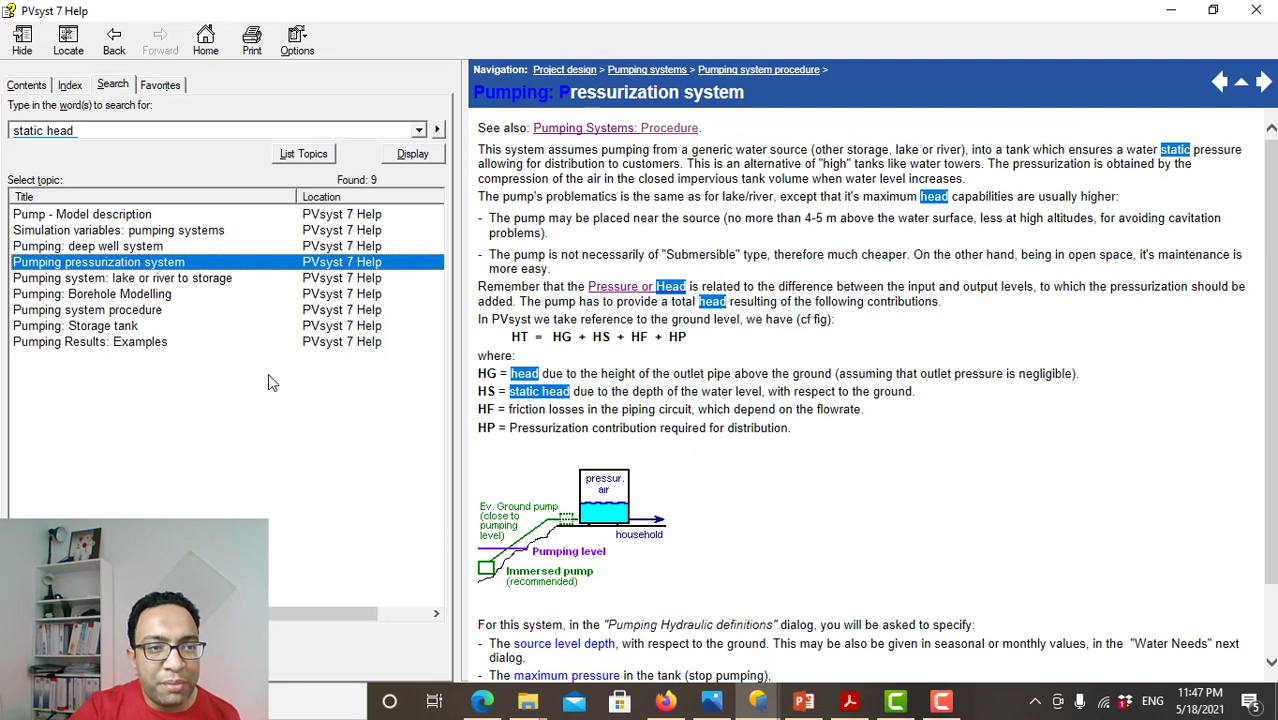 PVsyst 7 Help
Hide
Locate
Back
Forward
Home
Print
Options
Contents
Index
Search
Favorites
Type in the word(s) to search for:
static head
List Topics
Display
Select topic:
Found: 9
Title
Location
Pump - Model description
PVsyst 7 Help
Simulation variables: pumping systems
PVsyst 7 Help
Pumping: deep well system
PVsyst 7 Help
Pumping pressurization system
PVsyst 7 Help
Pumping system: lake or river to storage
PVsyst 7 Help
Pumping: Borehole Modelling
PVsyst 7 Help
Pumping system procedure
PVsyst 7 Help
Pumping: Storage tank
PVsyst 7 Help
Pumping Results: Examples
PVsyst 7 Help
Navigation: Project design > Pumping systems > Pumping system procedure >
Pumping: Pressurization system
See also: Pumping Systems: Procedure.
This system assumes pumping from a generic water source (other storage, lake or river), into a tank which ensures a water static pressure
allowing for distribution to customers. This is an alternative of "high" tanks like water towers. The pressurization is obtained by the
compression of the air in the closed impervious tank volume when water level increases.
The pump's problematics is the same as for lake/river, except that it's maximum head capabilities are usually higher:
- The pump may be placed near the source (no more than 4-5 m above the water surface, less at high altitudes, for avoiding cavitation
problems).
- The pump is not necessarily of "Submersible" type, therefore much cheaper. On the other hand, being in open space, it's maintenance is
more easy.
Remember that the Pressure or Head is related to the difference between the input and output levels, to which the pressurization should be
added. The pump has to provide a total head resulting of the following contributions.
In PVsyst we take reference to the ground level, we have (cf fig):
HT = HG + HS + HF + HP
where:
HG = head due to the height of the outlet pipe above the ground (assuming that outlet pressure is negligible).
HS = static head due to the depth of the water level, with respect to the ground.
HF = friction losses in the piping circuit, which depend on the flowrate.
HP = Pressurization contribution required for distribution.
pressur.
air
Ev. Ground pump
(close to
pumping
level)
household
Pumping level
Immersed pump
(recommended)
For this system, in the "Pumping Hydraulic definitions" dialog, you will be asked to specify:
- The source level depth, with respect to the ground. This may be also be given in seasonal or monthly values, in the "Water Needs" next
dialog.
- The maximum pressure in the tank (stop pumping),
ENG
11:47 PM
5/18/2021
5